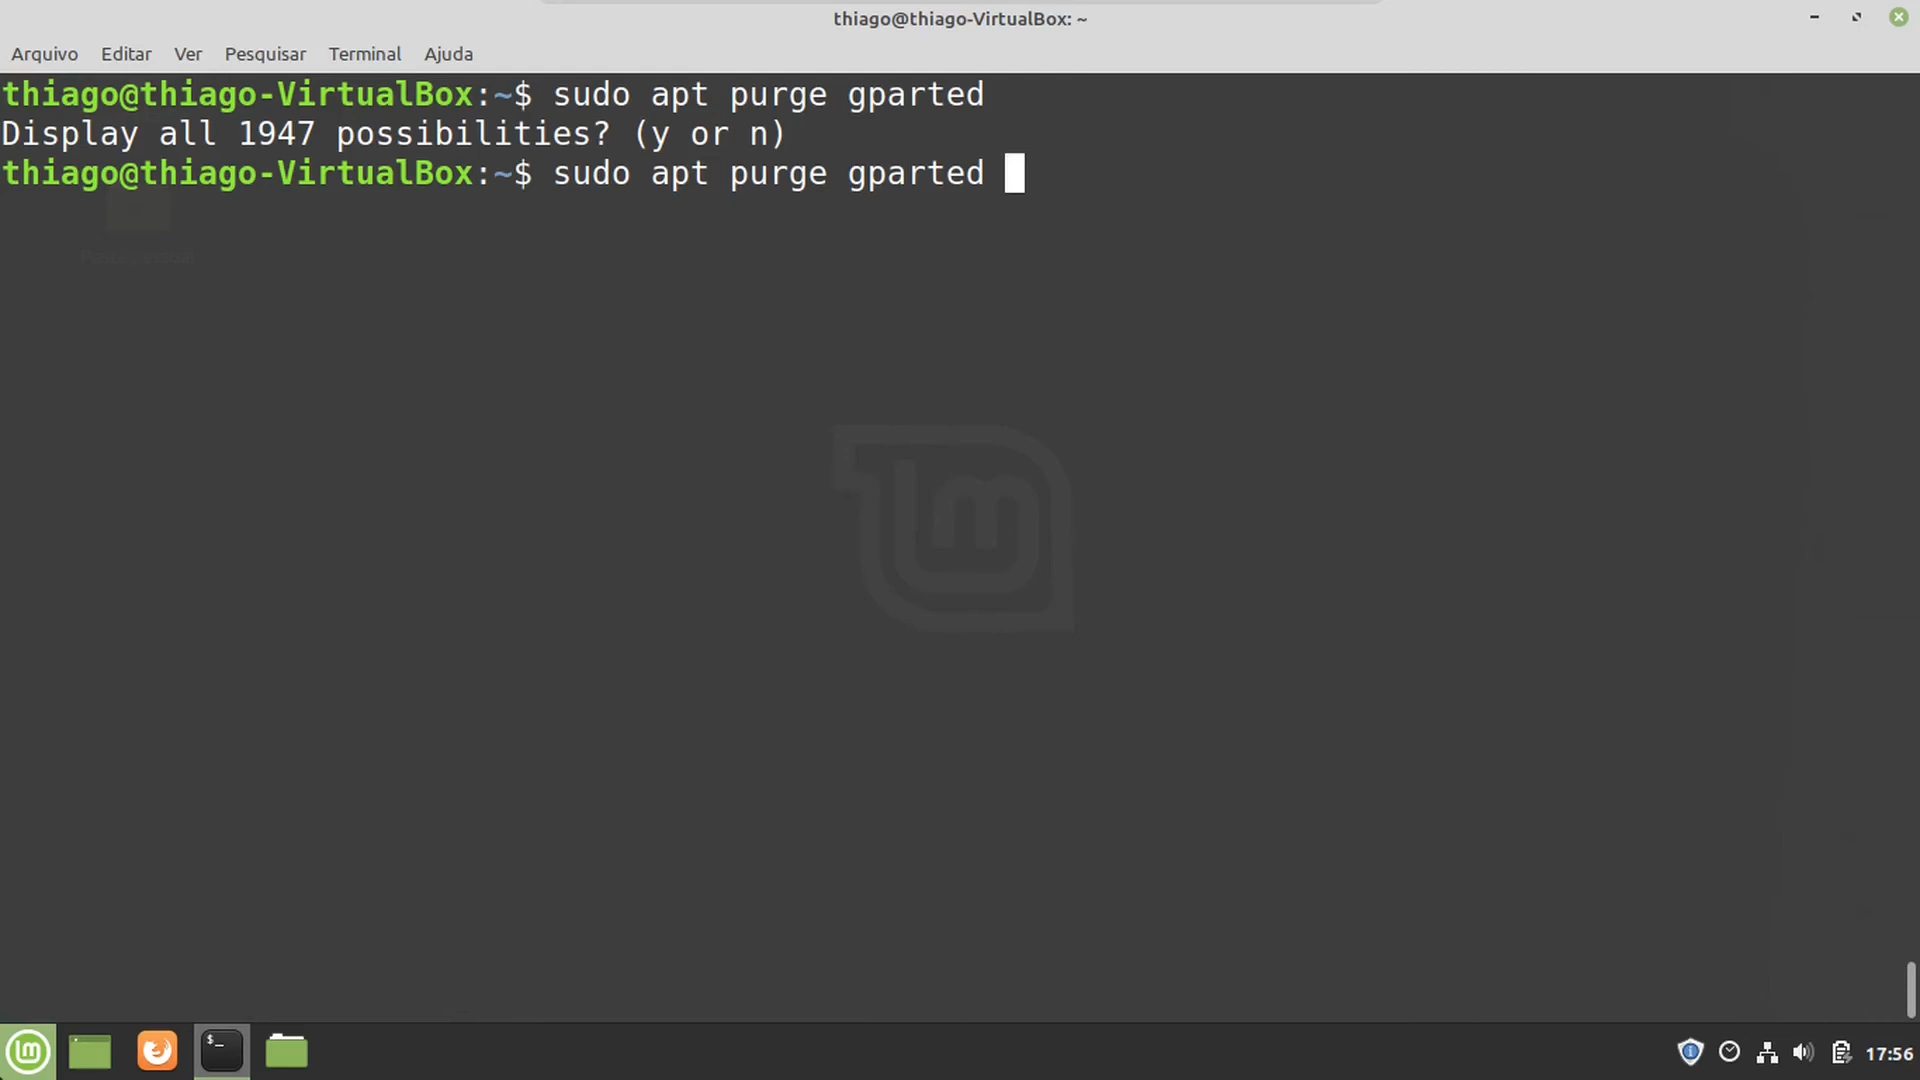 thiago@thiago-VirtualBox: ~
Arquivo Editar Ver Pesquisar Terminal Ajuda
thiago@thiago-VirtualBox:~$ sudo apt purge gparted
Display all 1947 possibilities? (y or n)
thiago@thiago-VirtualBox:~$ sudo apt purge gparted
17:56